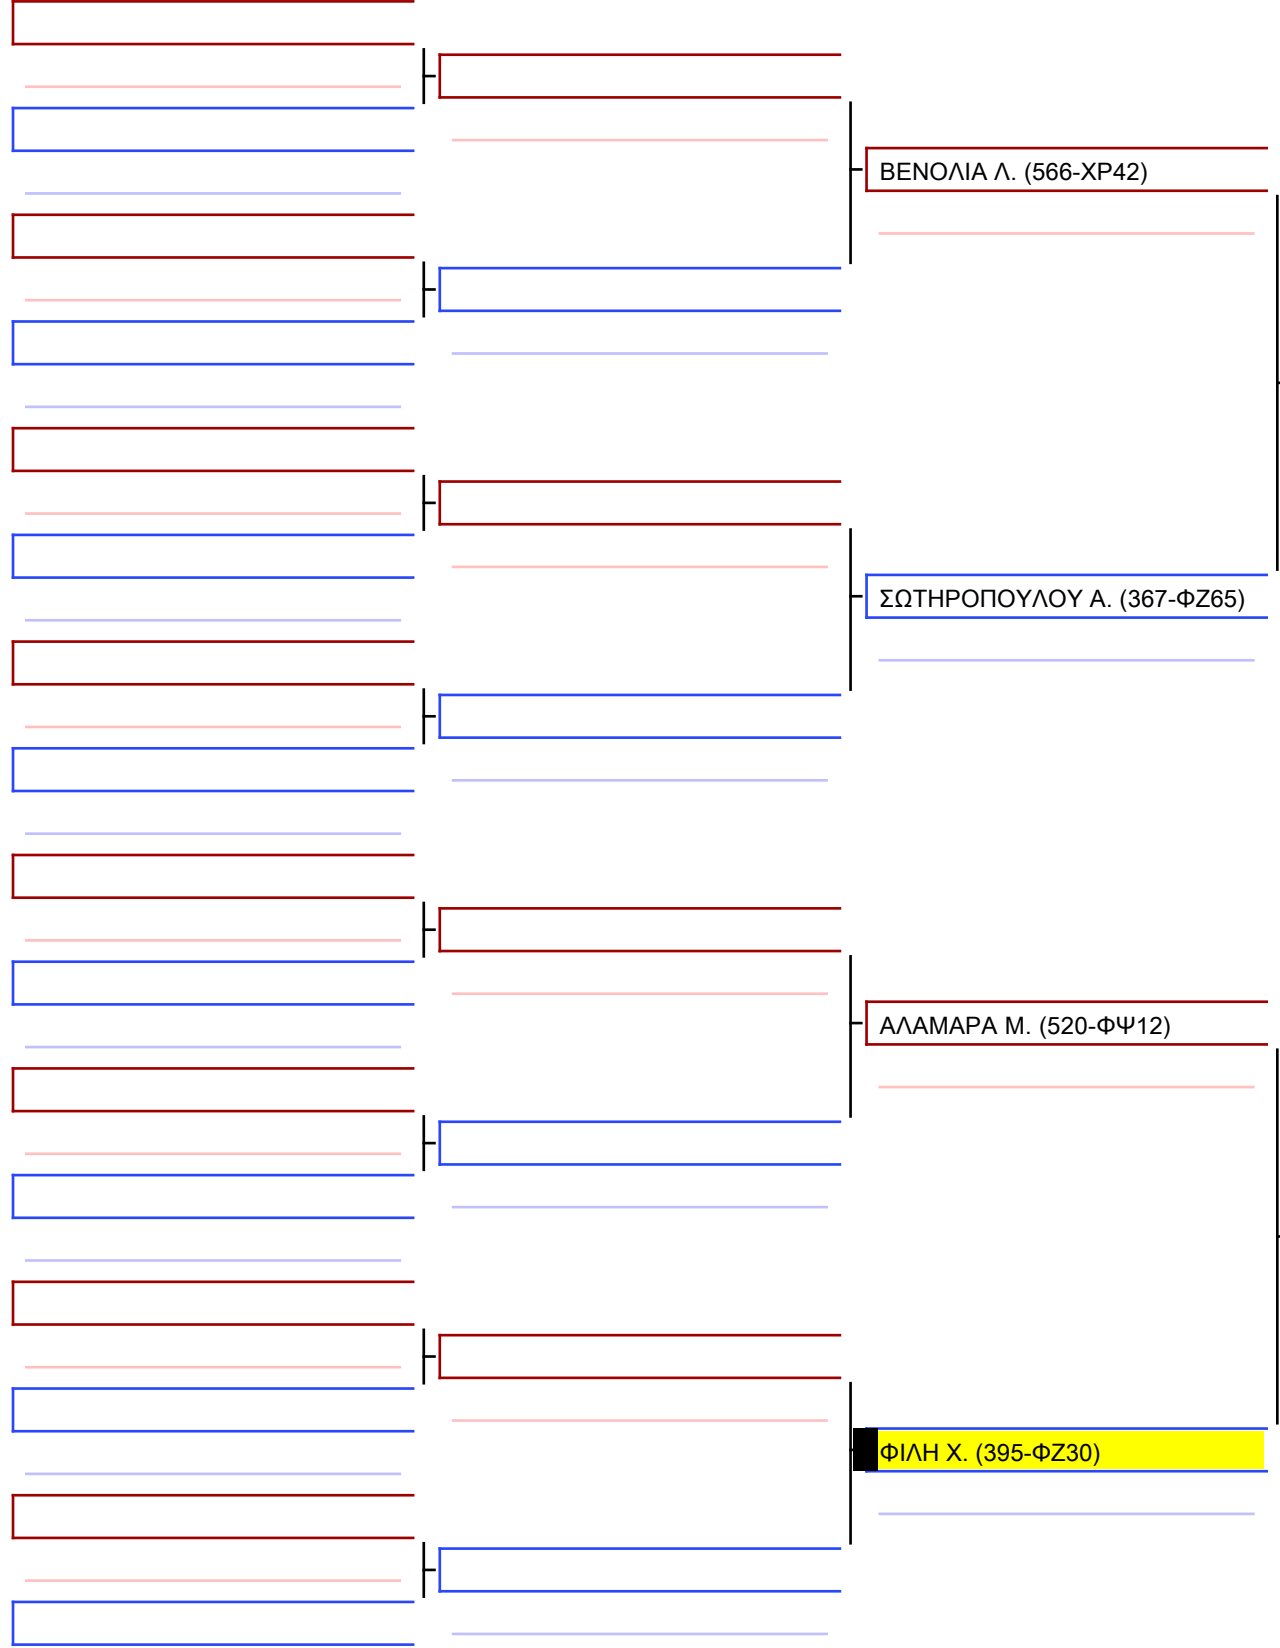 ΒΕΝΟΛΙΑ Λ. (566-ΧΡ42)
ΣΩΤΗΡΟΠΟΥΛΟΥ Α. (367-ΦΖ65)
ΑΛΑΜΑΡΑ Μ. (520-ΦΨ12)
ΦΙΛΗ Χ. (395-ΦΖ30)